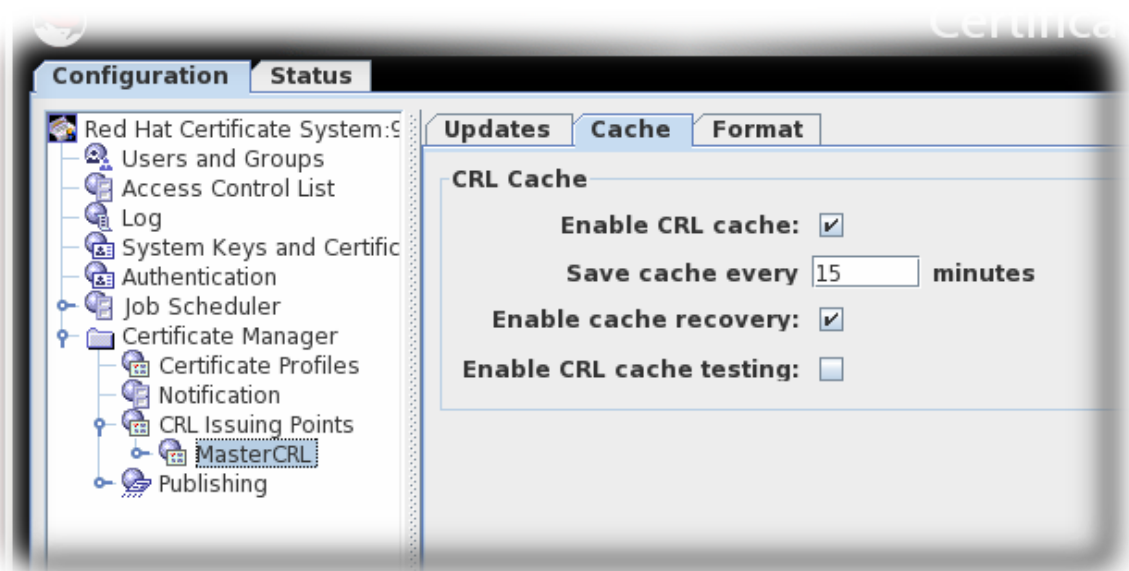 Configuration Status
Red Hat Certificate System:9
Users and Groups
Access Control List
Log
System Keys and Certific
Authentication
Job Scheduler
Certificate Manager
Certificate Profiles
Notification
CRL Issuing Points
MasterCRL
Publishing
Updates Cache Format
CRL Cache
Enable CRL cache:
Save cache every 15 minutes
Enable cache recovery:
Enable CRL cache testing: